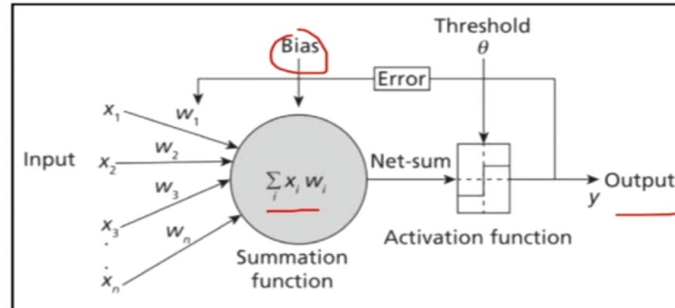 Threshold
Bias
θ
Error
x₁
w₁
Input
x₂
w₂
Net-sum
Output
w₃
∑ xᵢ wᵢ
i
y
x₃
wₙ
Activation function
.
.
Summation
function
xₙ